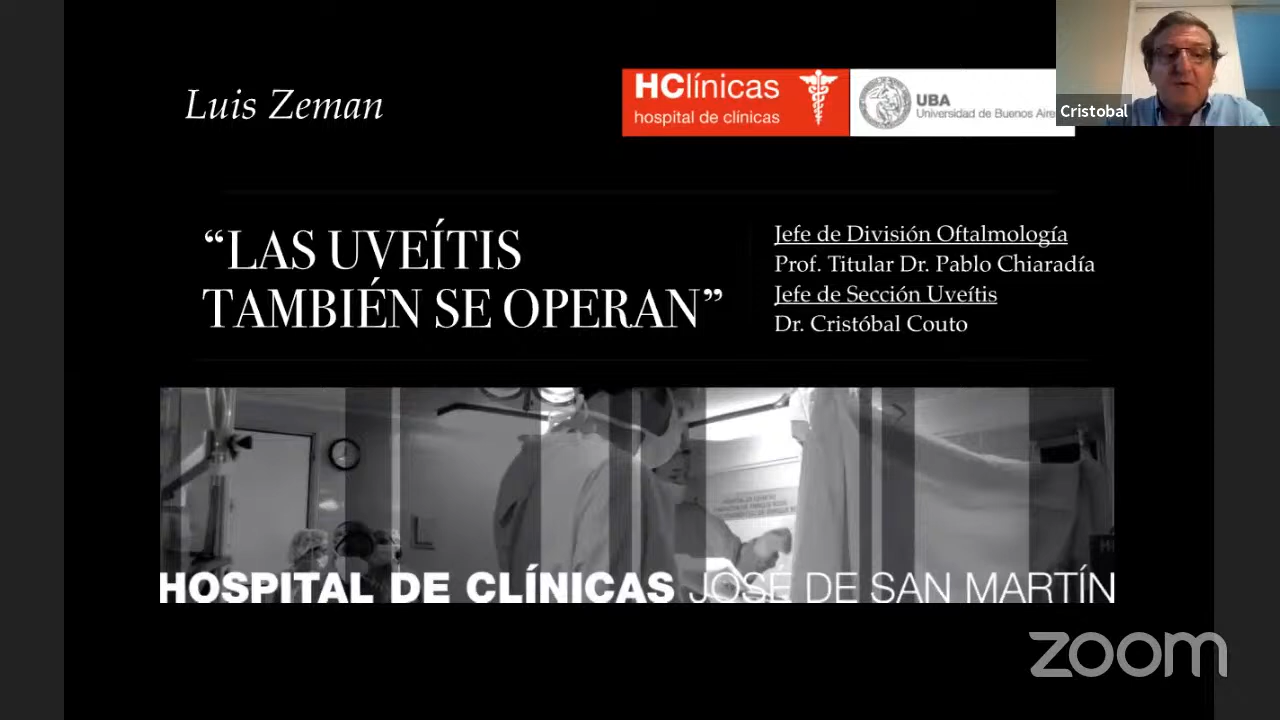 Luis Zeman
HClínicas
hospital de clínicas
UBA
Universidad de Buenos Aire
Cristobal
“LAS UVEÍTIS
TAMBIÉN SE OPERAN”
Jefe de División Oftalmología
Prof. Titular Dr. Pablo Chiaradía
Jefe de Sección Uveítis
Dr. Cristóbal Couto
HOSPITAL DE CLÍNICAS JOSÉ DE SAN MARTÍN
zoom